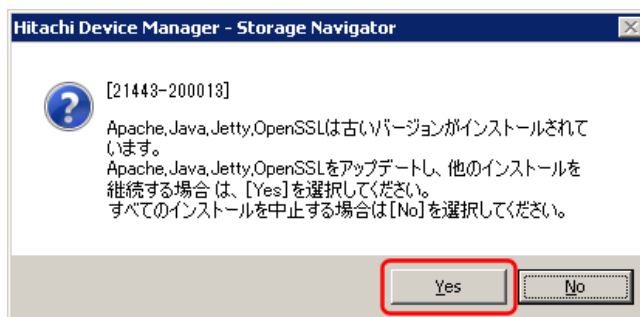 Hitachi Device Manager - Storage Navigator
[21443-200013]
Apache,Java,Jetty,OpenSSLは古いバージョンがインストールされて
います。
Apache,Java,Jetty,OpenSSLをアップデートし、他のインストールを
継続する場合 は、[Yes]を選択してください。
すべてのインストールを中止する場合は[No]を選択してください。
Yes
No